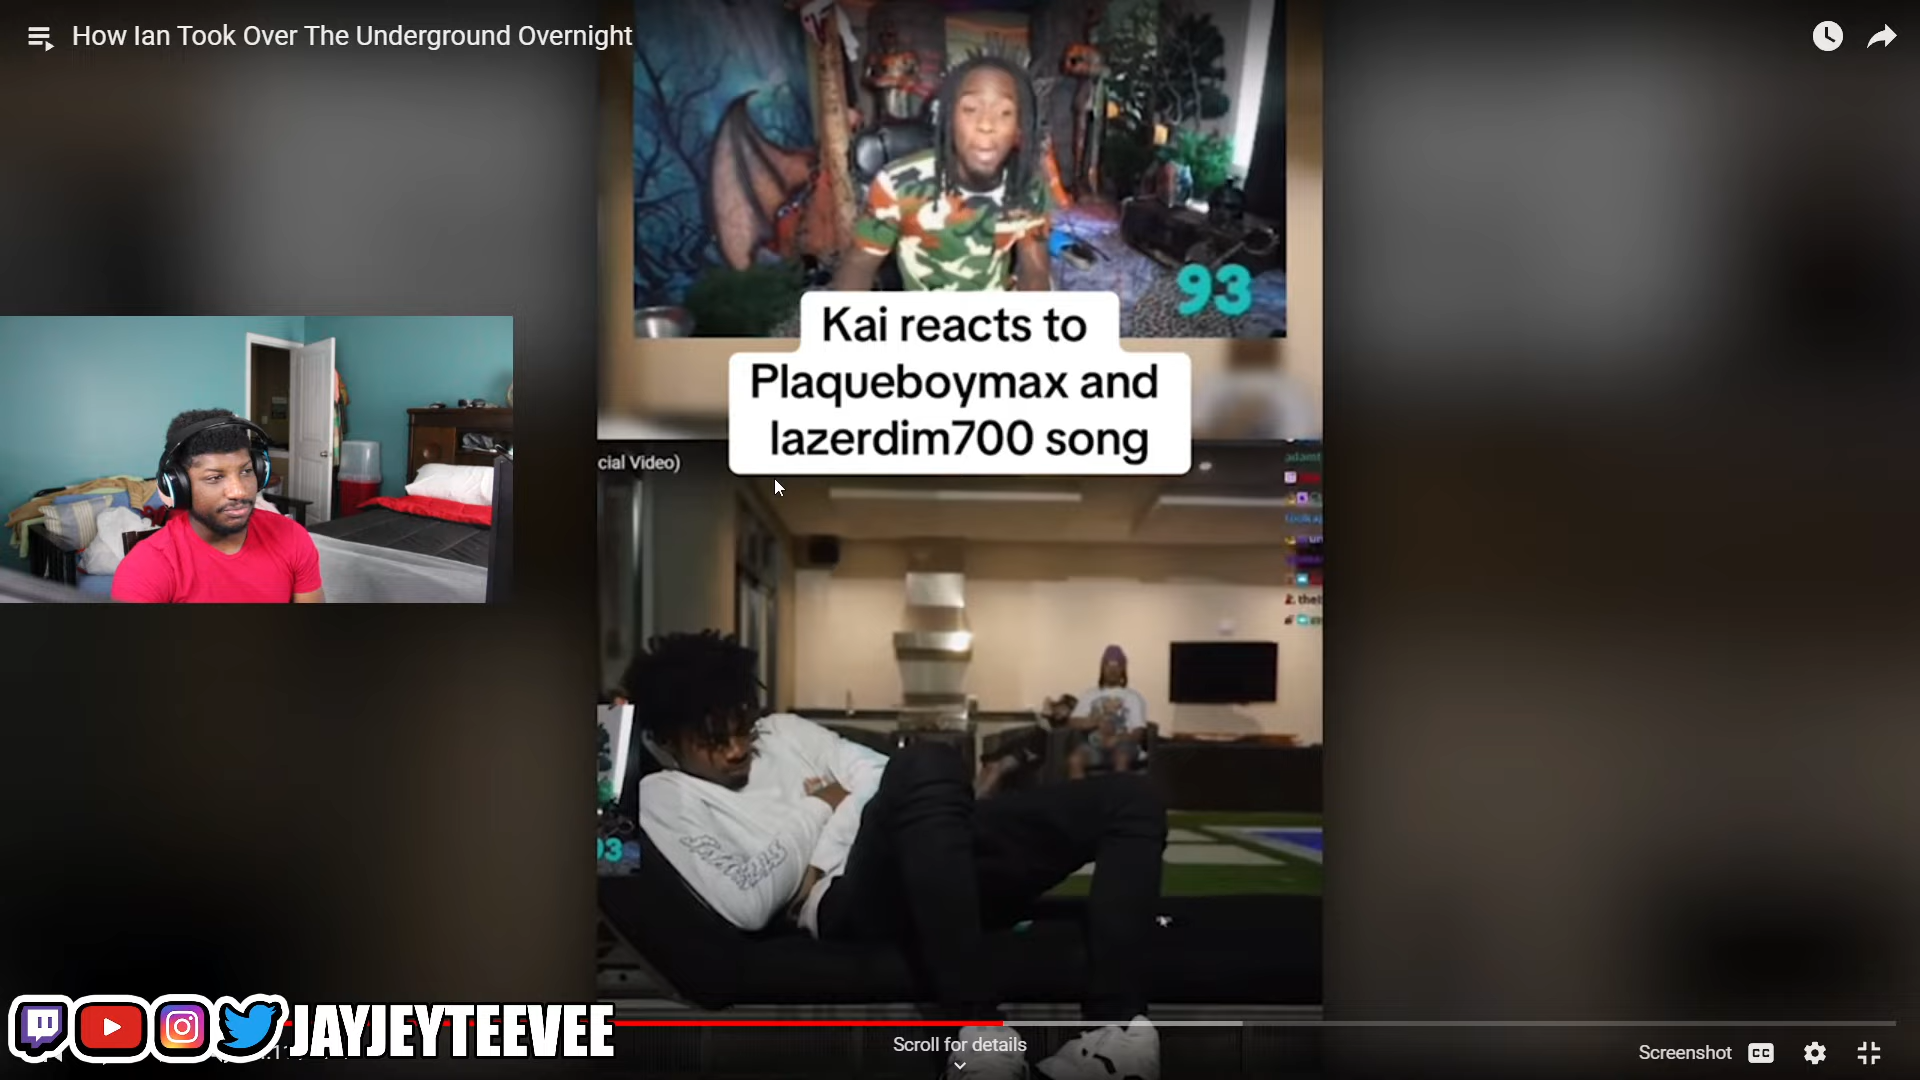 How Ian Took Over The Underground Overnight
93
Kai reacts to
Plaqueboymax and
lazerdim700 song
cial Video)
JAYJEYTEEVEE
Scroll for details
Screenshot
CC